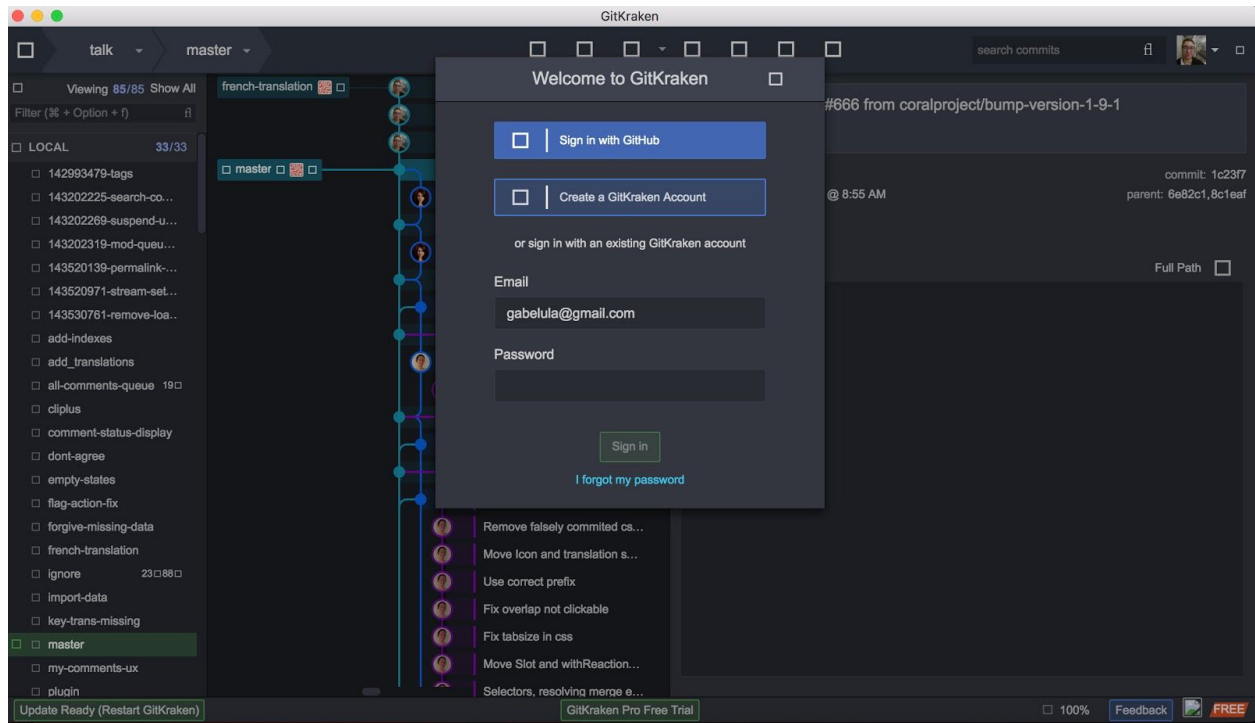 GitKraken
talk
master
search commits
Viewing 85/85 Show All
Filter (⌘ + Option + f)
LOCAL 33/33
142993479-tags
143202225-search-co...
143202269-suspend-u...
143202319-mod-queu...
143520139-permalink-...
143520971-stream-set...
143530761-remove-loa..
add-indexes
add_translations
all-comments-queue 19
cliplus
comment-status-display
dont-agree
empty-states
flag-action-fix
forgive-missing-data
french-translation
ignore 23 88
import-data
key-trans-missing
master
my-comments-ux
plugin
french-translation
master
Welcome to GitKraken
Sign in with GitHub
Create a GitKraken Account
or sign in with an existing GitKraken account
Email
gabelula@gmail.com
Password
Sign in
I forgot my password
Remove falsely commited cs...
Move Icon and translation s...
Use correct prefix
Fix overlap not clickable
Fix tabsize in css
Move Slot and withReaction...
Selectors, resolving merge e...
#666 from coralproject/bump-version-1-9-1
commit: 1c23f7
@ 8:55 AM
parent: 6e82c1,8c1eaf
Full Path
Update Ready (Restart GitKraken)
GitKraken Pro Free Trial
100%
Feedback
FREE